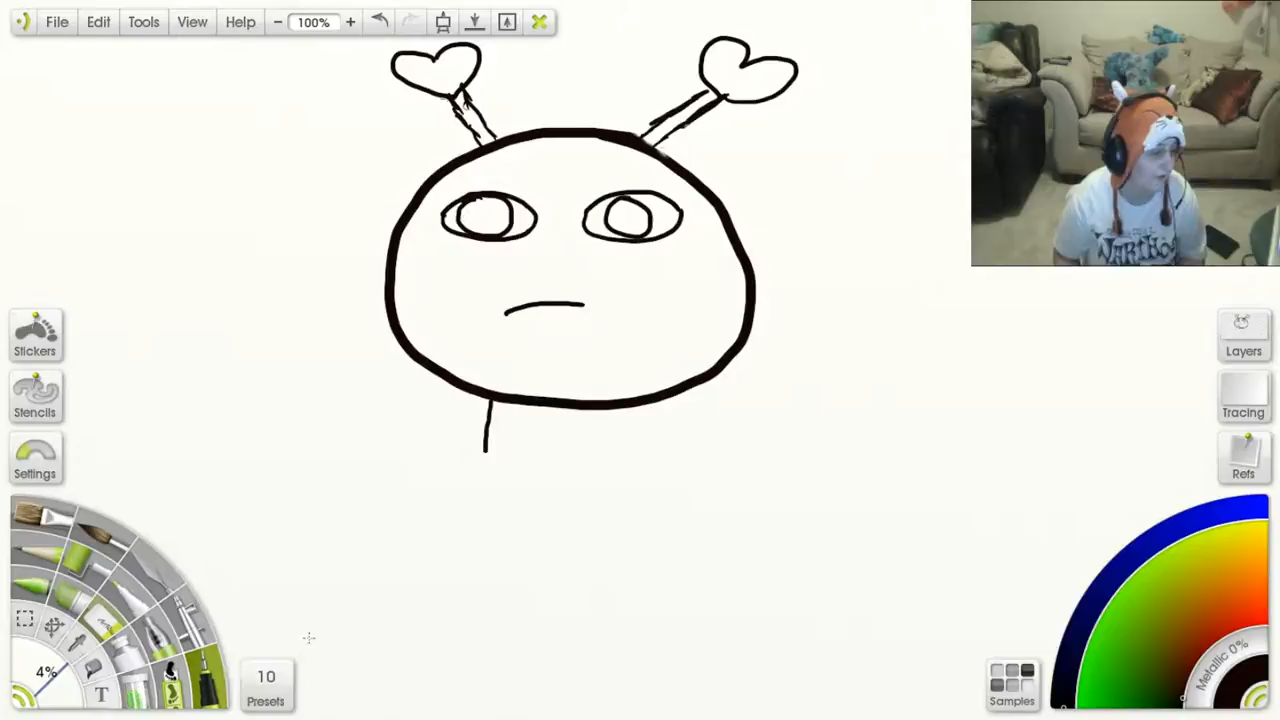 File Edit Tools View Help − 100% +
Stickers
Stencils
Settings
4%
T
10
Presets
Layers
Tracing
Refs
Metallic 0%
Samples